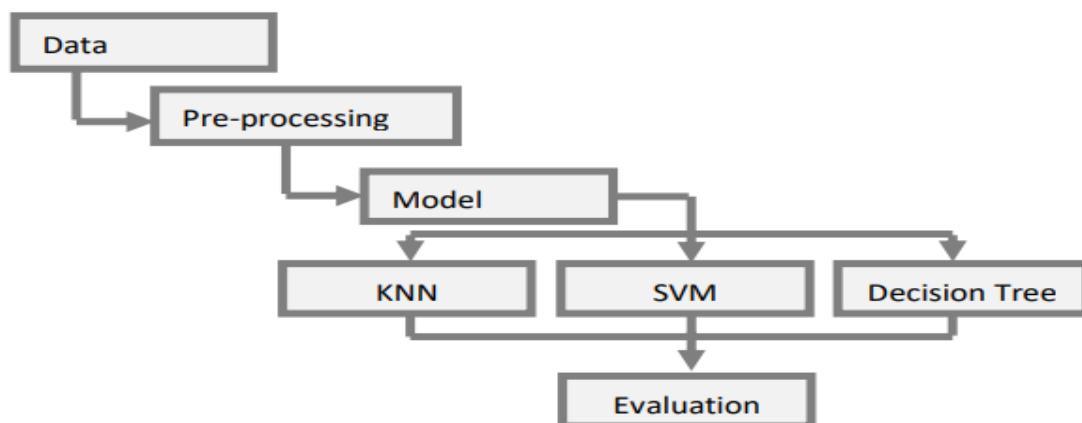 Data
Pre-processing
Model
KNN
SVM
Decision Tree
Evaluation